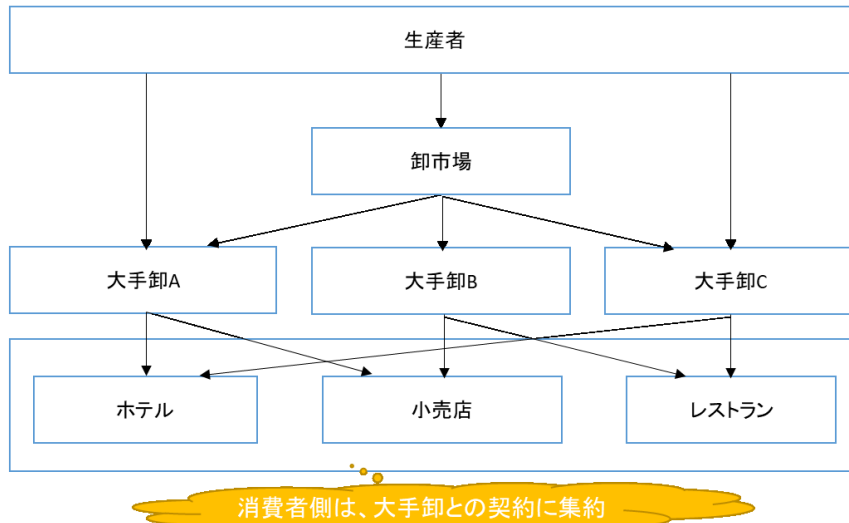 生産者
卸市場
大手卸A
大手卸B
大手卸C
ホテル
小売店
レストラン
消費者側は、大手卸との契約に集約